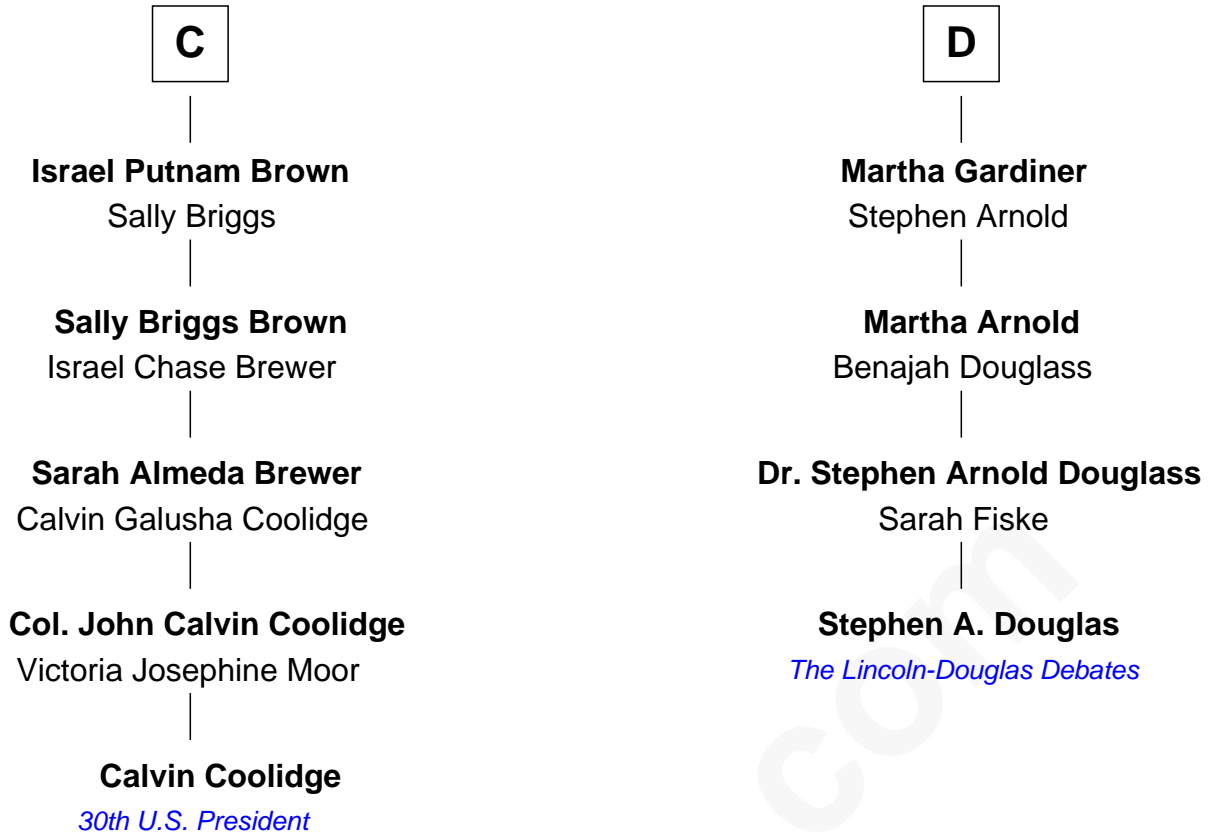 C
Israel Putnam Brown
Sally Briggs
Sally Briggs Brown
Israel Chase Brewer
Sarah Almeda Brewer
Calvin Galusha Coolidge
Col. John Calvin Coolidge
Victoria Josephine Moor
Calvin Coolidge
30th U.S. President
D
Martha Gardiner
Stephen Arnold
Martha Arnold
Benajah Douglass
Dr. Stephen Arnold Douglass
Sarah Fiske
Stephen A. Douglas
The Lincoln-Douglas Debates
com